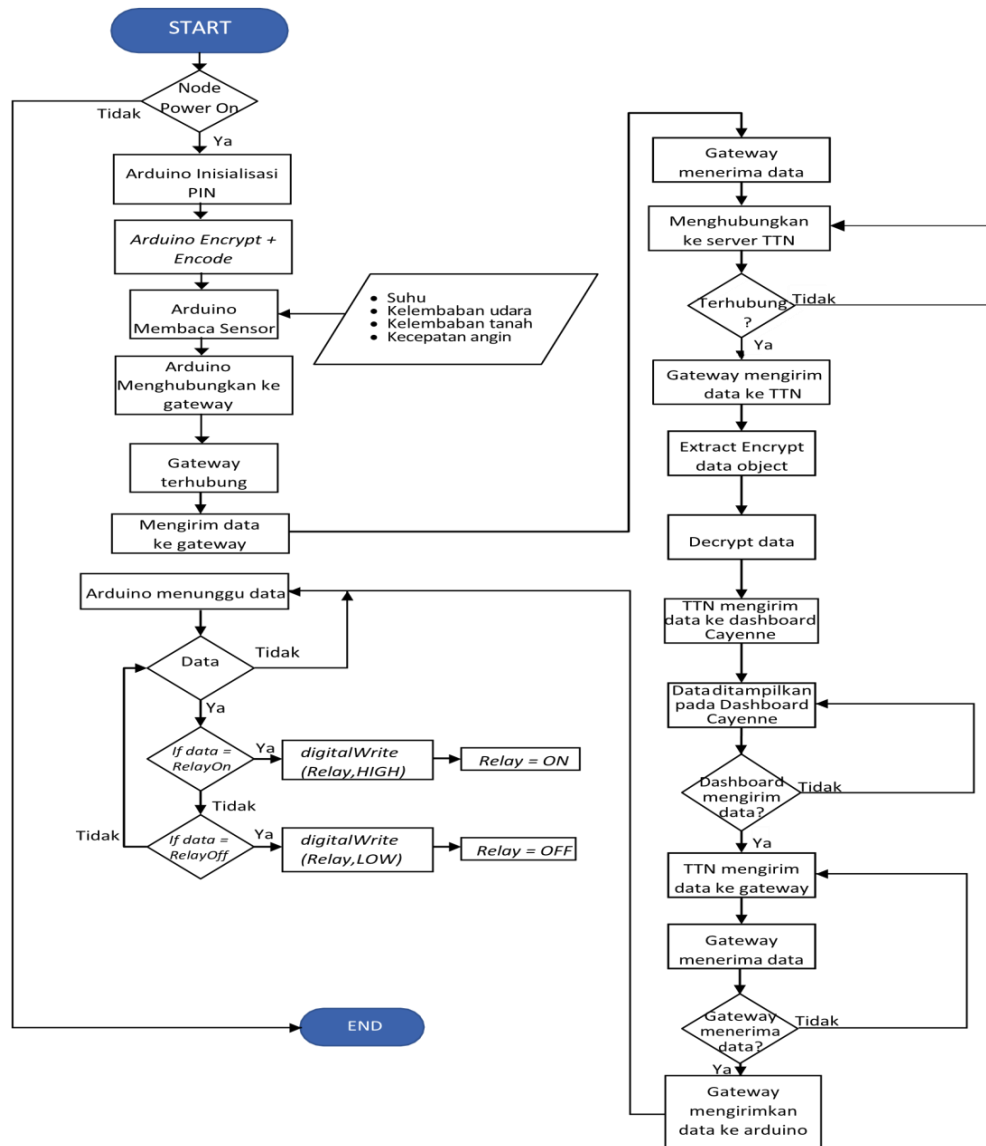 START
Node
Power On
Tidak
Ya
Arduino Inisialisasi
PIN
Arduino Encrypt +
Encode
Arduino
Membaca Sensor
• Suhu
• Kelembaban udara
• Kelembaban tanah
• Kecepatan angin
Arduino
Menghubungkan ke
gateway
Gateway
terhubung
Mengirim data
ke gateway
Gateway
menerima data
Menghubungkan
ke server TTN
Terhubung
?
Tidak
Ya
Gateway mengirim
data ke TTN
Extract Encrypt
data object
Decrypt data
TTN mengirim
data ke dashboard
Cayenne
Data ditampilkan
pada Dashboard
Cayenne
Dashboard
mengirim
data?
Tidak
Ya
TTN mengirim
data ke gateway
Gateway
menerima data
Gateway
menerima
data?
Tidak
Ya
Gateway
mengirimkan
data ke arduino
Arduino menunggu data
Data
Tidak
Ya
If data =
RelayOn
Ya
digitalWrite
(Relay,HIGH)
Relay = ON
Tidak
If data =
RelayOff
Tidak
Ya
digitalWrite
(Relay,LOW)
Relay = OFF
END